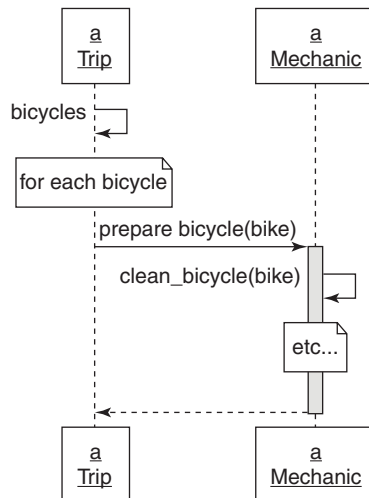 a
Trip
a
Mechanic
bicycles
for each bicycle
prepare bicycle(bike)
clean_bicycle(bike)
etc...
a
Trip
a
Mechanic